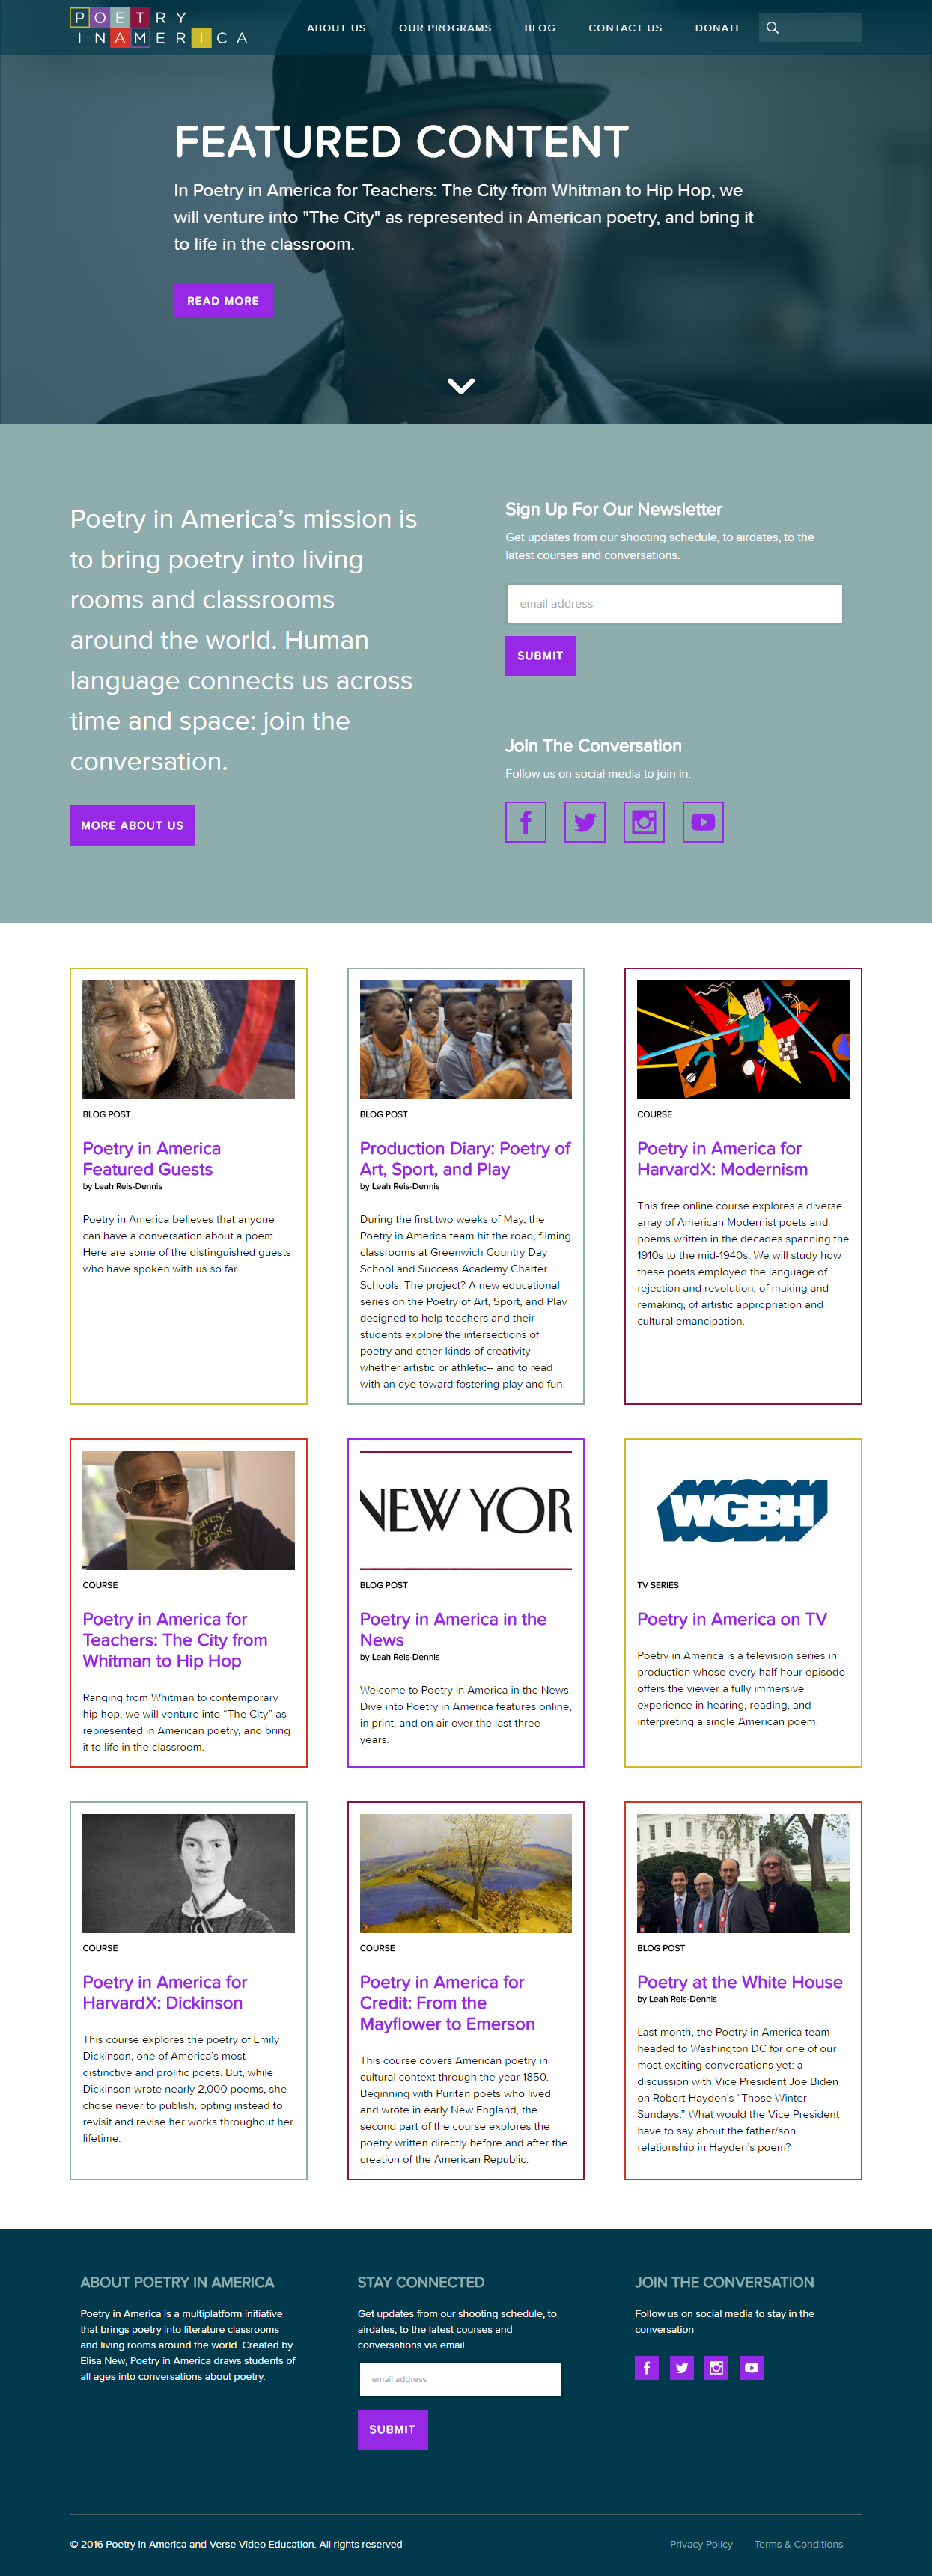 POETRY
INAMERICA
ABOUT US
OUR PROGRAMS
BLOG
CONTACT US
DONATE
FEATURED CONTENT
In Poetry in America for Teachers: The City from Whitman to Hip Hop, we
will venture into "The City" as represented in American poetry, and bring it
to life in the classroom.
READ MORE
Poetry in America’s mission is
to bring poetry into living
rooms and classrooms
around the world. Human
language connects us across
time and space: join the
conversation.
MORE ABOUT US
Sign Up For Our Newsletter
Get updates from our shooting schedule, to airdates, to the
latest courses and conversations.
email address
SUBMIT
Join The Conversation
Follow us on social media to join in.
BLOG POST
Poetry in America
Featured Guests
by Leah Reis-Dennis
Poetry in America believes that anyone
can have a conversation about a poem.
Here are some of the distinguished guests
who have spoken with us so far.
BLOG POST
Production Diary: Poetry of
Art, Sport, and Play
by Leah Reis-Dennis
During the first two weeks of May, the
Poetry in America team hit the road, filming
classrooms at Greenwich Country Day
School and Success Academy Charter
Schools. The project? A new educational
series on the Poetry of Art, Sport, and Play
designed to help teachers and their
students explore the intersections of
poetry and other kinds of creativity--
whether artistic or athletic-- and to read
with an eye toward fostering play and fun.
COURSE
Poetry in America for
HarvardX: Modernism
This free online course explores a diverse
array of American Modernist poets and
poems written in the decades spanning the
1910s to the mid-1940s. We will study how
these poets employed the language of
rejection and revolution, of making and
remaking, of artistic appropriation and
cultural emancipation.
Leaves of
Grass
COURSE
Poetry in America for
Teachers: The City from
Whitman to Hip Hop
Ranging from Whitman to contemporary
hip hop, we will venture into “The City” as
represented in American poetry, and bring
it to life in the classroom.
NEW YOR
BLOG POST
Poetry in America in the
News
by Leah Reis-Dennis
Welcome to Poetry in America in the News.
Dive into Poetry in America features online,
in print, and on air over the last three
years.
WGBH
TV SERIES
Poetry in America on TV
Poetry in America is a television series in
production whose every half-hour episode
offers the viewer a fully immersive
experience in hearing, reading, and
interpreting a single American poem.
COURSE
Poetry in America for
HarvardX: Dickinson
This course explores the poetry of Emily
Dickinson, one of America’s most
distinctive and prolific poets. But, while
Dickinson wrote nearly 2,000 poems, she
chose never to publish, opting instead to
revisit and revise her works throughout her
lifetime.
COURSE
Poetry in America for
Credit: From the
Mayflower to Emerson
This course covers American poetry in
cultural context through the year 1850.
Beginning with Puritan poets who lived
and wrote in early New England, the
second part of the course explores the
poetry written directly before and after the
creation of the American Republic.
BLOG POST
Poetry at the White House
by Leah Reis-Dennis
Last month, the Poetry in America team
headed to Washington DC for one of our
most exciting conversations yet: a
discussion with Vice President Joe Biden
on Robert Hayden’s “Those Winter
Sundays.” What would the Vice President
have to say about the father/son
relationship in Hayden’s poem?
ABOUT POETRY IN AMERICA
Poetry in America is a multiplatform initiative
that brings poetry into literature classrooms
and living rooms around the world. Created by
Elisa New, Poetry in America draws students of
all ages into conversations about poetry.
STAY CONNECTED
Get updates from our shooting schedule, to
airdates, to the latest courses and
conversations via email.
email address
SUBMIT
JOIN THE CONVERSATION
Follow us on social media to stay in the
conversation
© 2016 Poetry in America and Verse Video Education. All rights reserved
Privacy Policy
Terms & Conditions